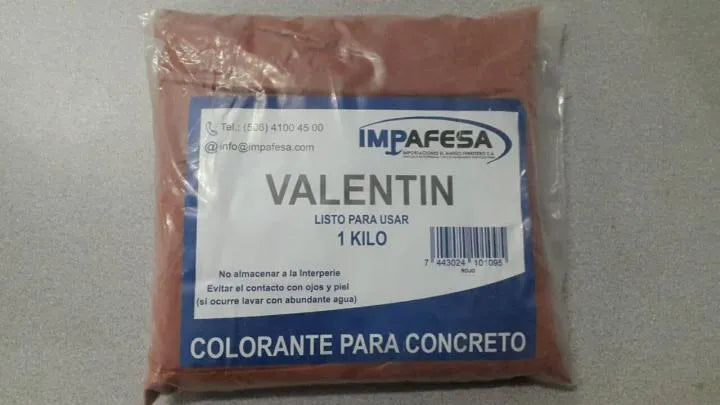 Tel.: (506) 4100 45 00
@ info@impafesa.com
IMPAFESA
VALENTIN
LISTO PARA USAR
1 KILO
7 443024 101095
ROJO
No almacenar a la Interperie
Evitar el contacto con ojos y piel
(si ocurre lavar con abundante agua)
COLORANTE PARA CONCRETO